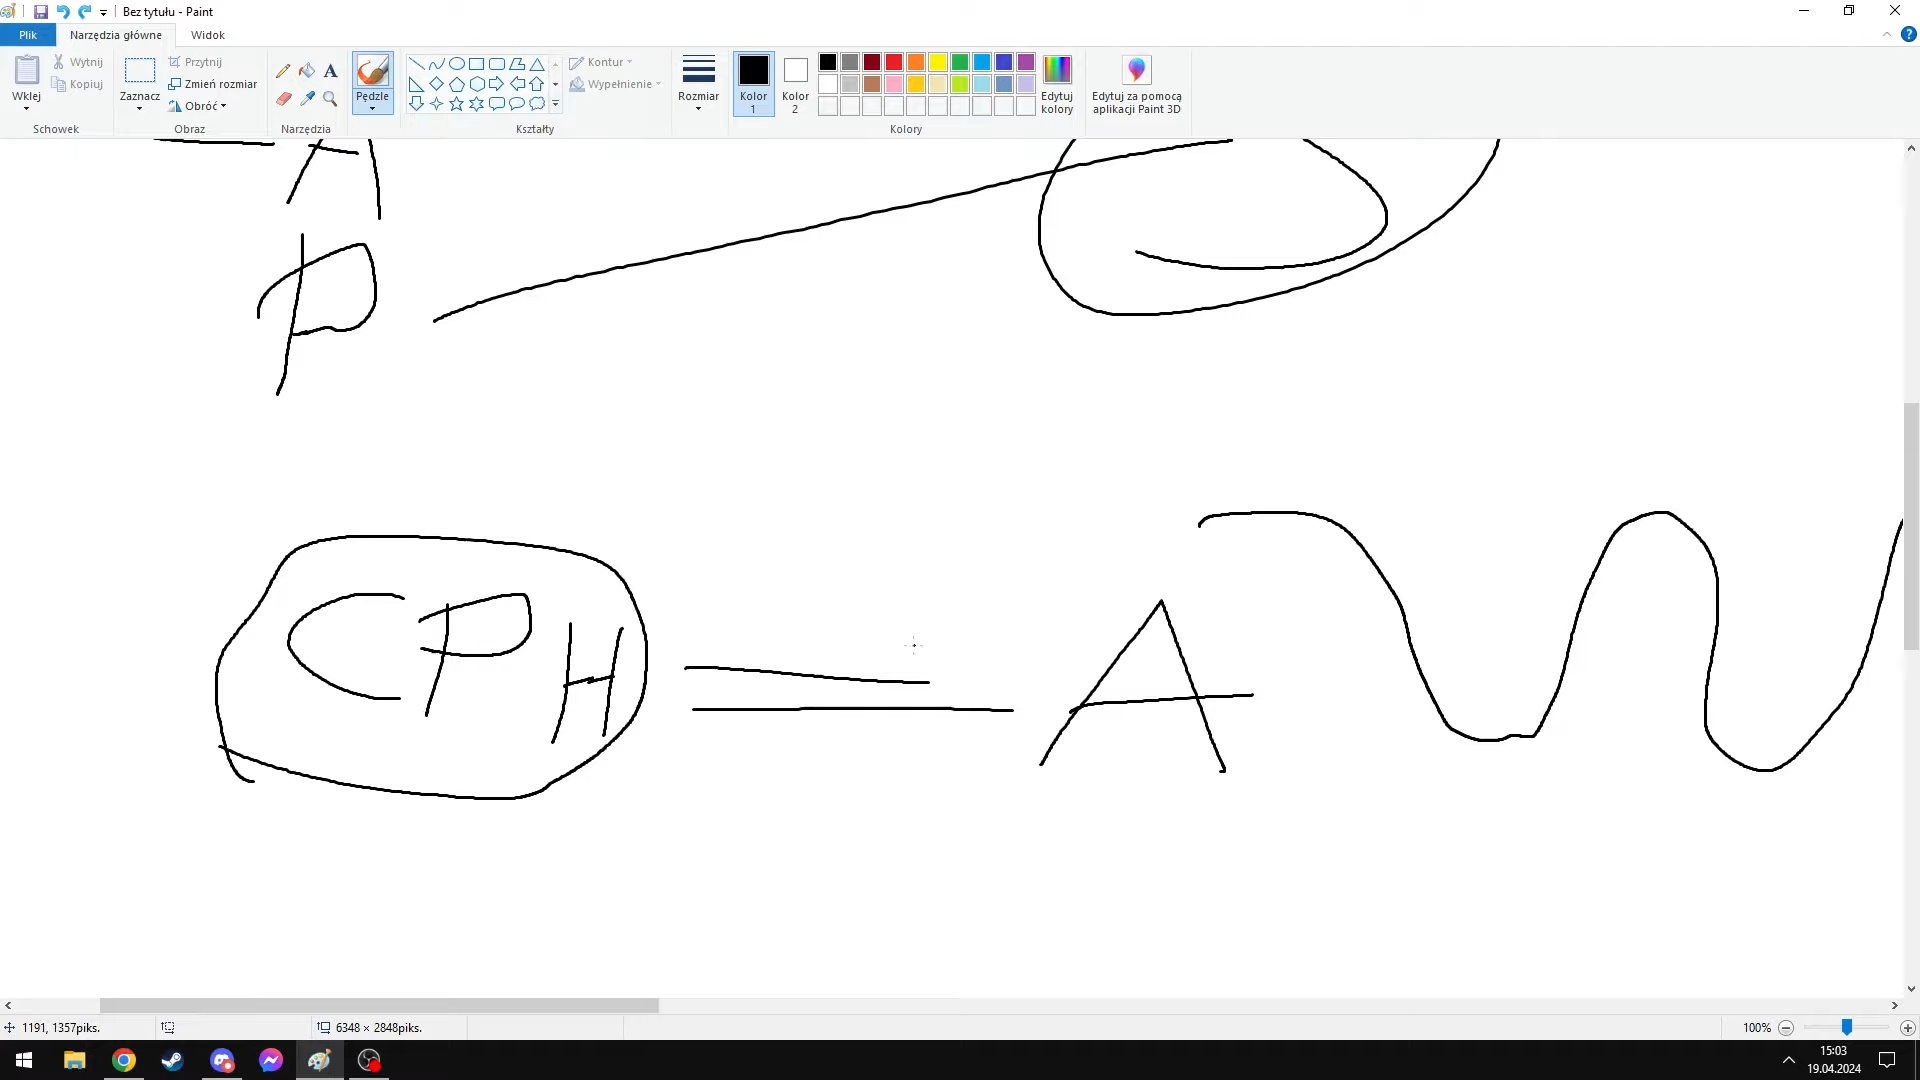 Bez tytułu - Paint
Plik Narzędzia główne Widok
Wklej Wytnij Kopiuj
Schowek
Zaznacz Przytnij Zmień rozmiar Obróć
Obraz
A
Narzędzia
Pędzle
Kontur Wypełnienie
Kształty
Rozmiar
Kolor 1
Kolor 2
Edytuj kolory
Kolory
Edytuj za pomocą aplikacji Paint 3D
A
P
CPH = A
1191, 1357piks. 6348 × 2848piks. 100%
15:03
19.04.2024